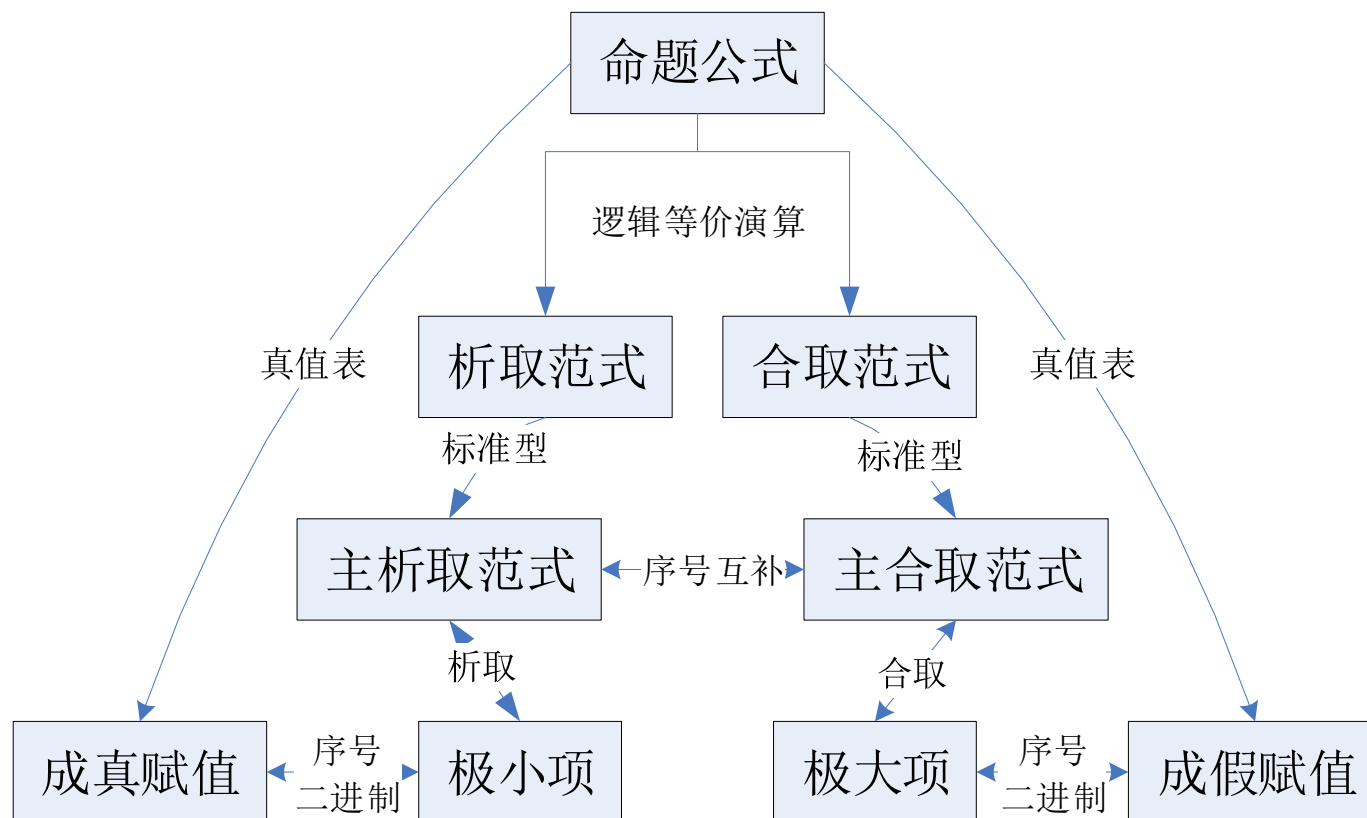 命题公式
逻辑等价演算
析取范式
合取范式
真值表
真值表
标准型
标准型
主析取范式
序号互补
主合取范式
析取
合取
成真赋值
序号
二进制
极小项
极大项
序号
二进制
成假赋值